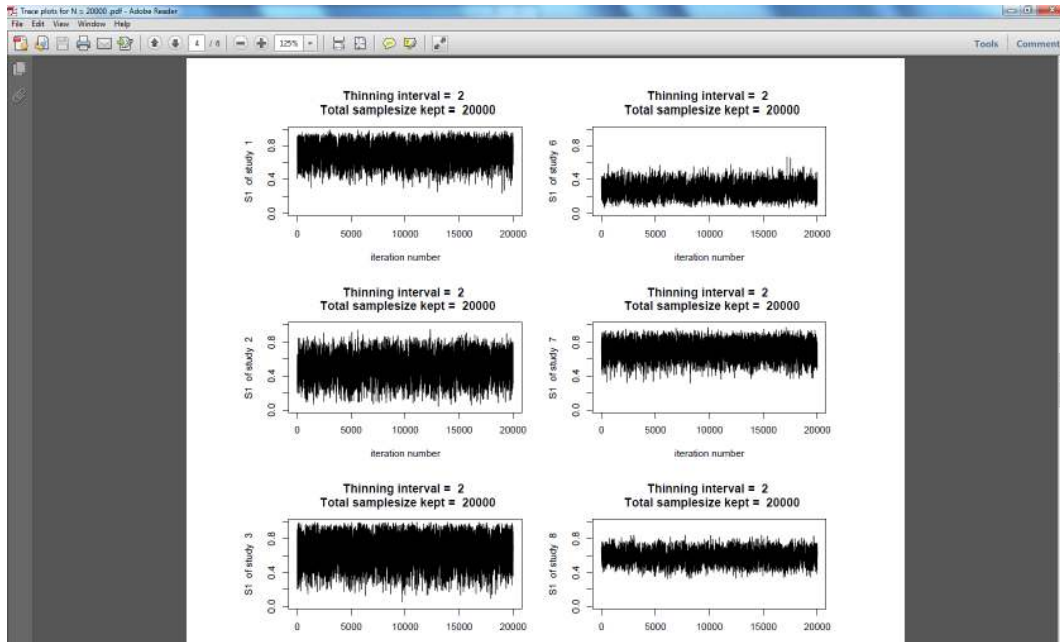 Trace plots for N = 20000 .pdf - Adobe Reader
File Edit View Window Help
4 / 8 125% Tools Comment
Thinning interval = 2
Total samplesize kept = 20000
S1 of study 1
0.0 0.4 0.8
0 5000 10000 15000 20000
iteration number
Thinning interval = 2
Total samplesize kept = 20000
S1 of study 6
0.0 0.4 0.8
0 5000 10000 15000 20000
iteration number
Thinning interval = 2
Total samplesize kept = 20000
S1 of study 2
0.0 0.4 0.8
0 5000 10000 15000 20000
iteration number
Thinning interval = 2
Total samplesize kept = 20000
S1 of study 7
0.0 0.4 0.8
0 5000 10000 15000 20000
iteration number
Thinning interval = 2
Total samplesize kept = 20000
S1 of study 3
0.0 0.4 0.8
0 5000 10000 15000 20000
Thinning interval = 2
Total samplesize kept = 20000
S1 of study 8
0.0 0.4 0.8
0 5000 10000 15000 20000